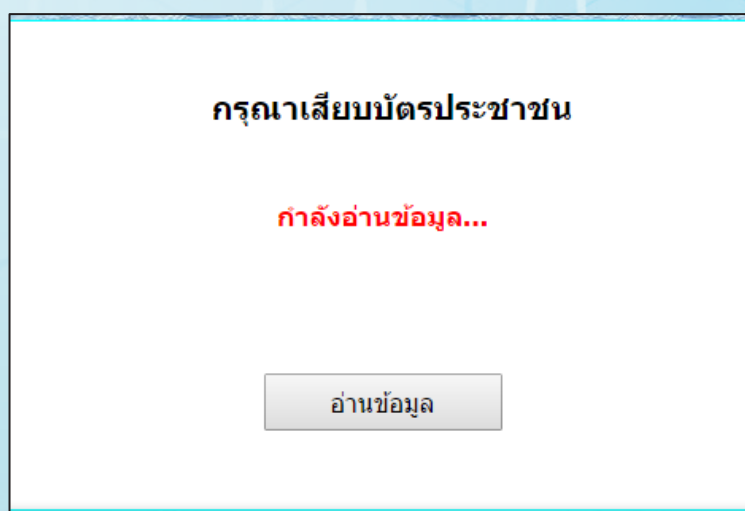 กรุณาเสียบบัตรประชาชน
กำลังอ่านข้อมูล...
อ่านข้อมูล